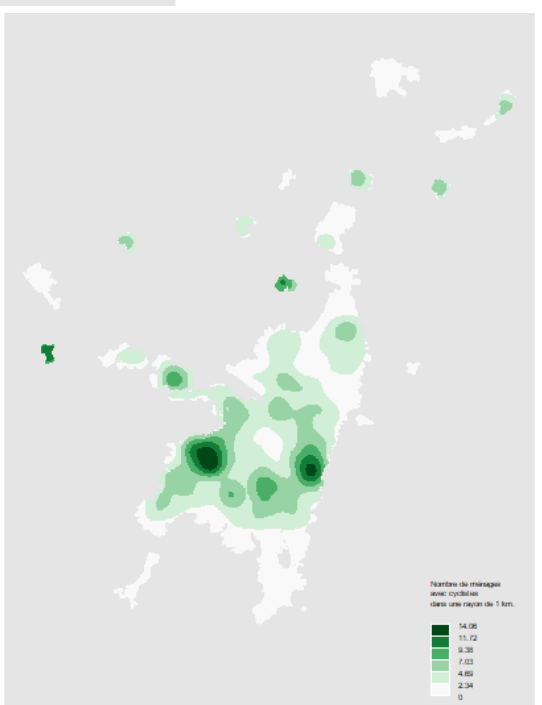 Nombre de ménages
avec cyclistes
dans une rayon de 1 km.
14.06
11.72
9.38
7.03
4.69
2.34
0